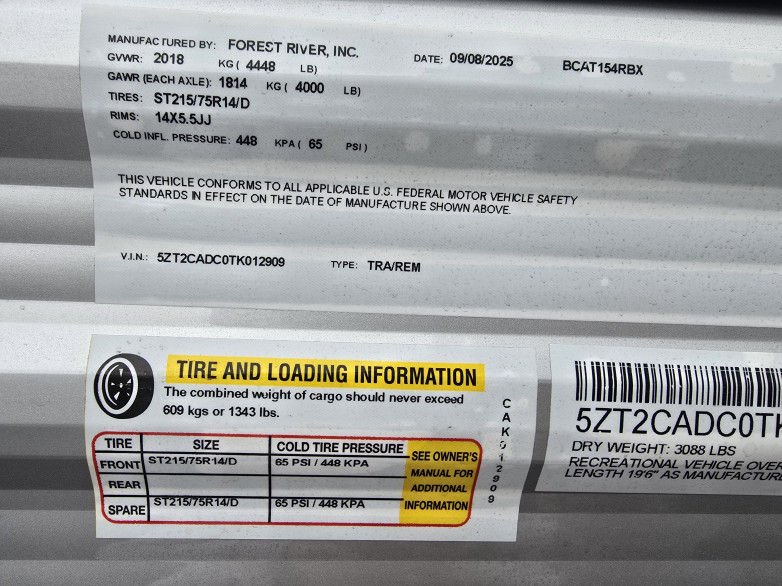 MANUFACTURED BY: FOREST RIVER, INC. DATE: 09/08/2025 BCAT154RBX
GVWR: 2018 KG ( 4448 LB)
GAWR (EACH AXLE): 1814 KG ( 4000 LB)
TIRES: ST215/75R14/D
RIMS: 14X5.5JJ
COLD INFL. PRESSURE: 448 KPA ( 65 PSI )
THIS VEHICLE CONFORMS TO ALL APPLICABLE U.S. FEDERAL MOTOR VEHICLE SAFETY
STANDARDS IN EFFECT ON THE DATE OF MANUFACTURE SHOWN ABOVE.
V.I.N.: 5ZT2CADC0TK012909 TYPE: TRA/REM
TIRE AND LOADING INFORMATION
The combined weight of cargo should never exceed
609 kgs or 1343 lbs.
TIRE SIZE COLD TIRE PRESSURE SEE OWNER'S
FRONT ST215/75R14/D 65 PSI / 448 KPA MANUAL FOR
REAR ADDITIONAL
SPARE ST215/75R14/D 65 PSI / 448 KPA INFORMATION
CAK012909
5ZT2CADC0TK
DRY WEIGHT: 3088 LBS
RECREATIONAL VEHICLE OVER
LENGTH 19'6" AS MANUFACTURE